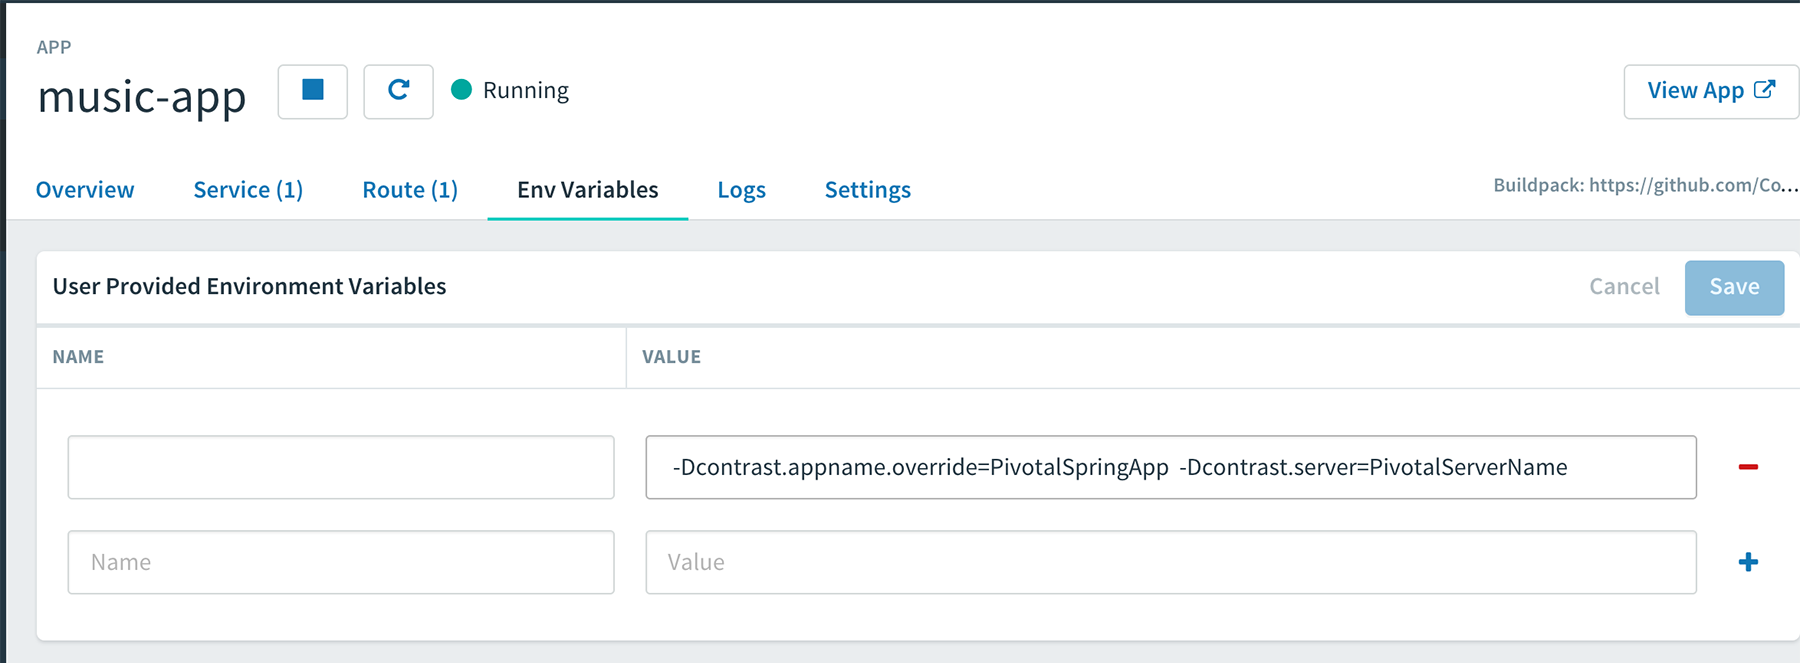 APP
music-app
Running
View App
Overview
Service (1)
Route (1)
Env Variables
Logs
Settings
Buildpack: https://github.com/Co...
User Provided Environment Variables
Cancel
Save
NAME
VALUE
-Dcontrast.appname.override=PivotalSpringApp -Dcontrast.server=PivotalServerName
Name
Value